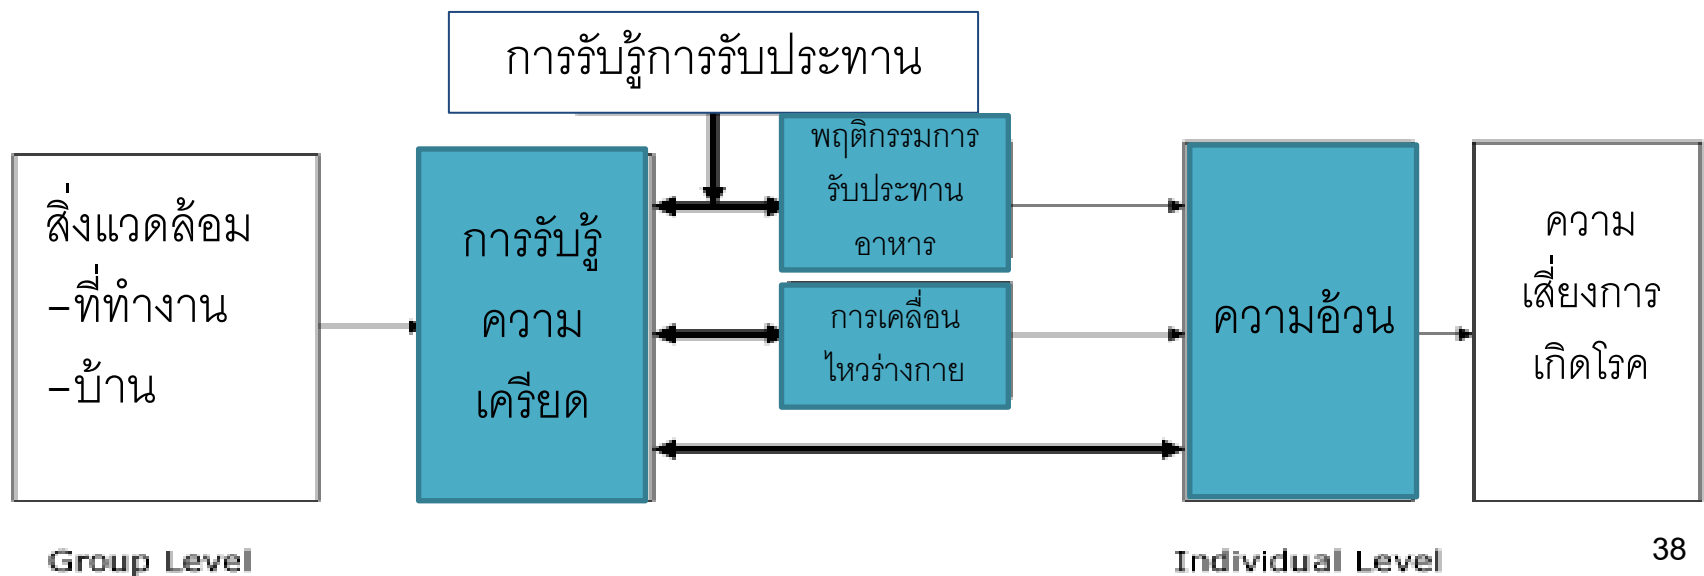 การรับรู้การรับประทาน
สิ่งแวดล้อม
-ที่ทำงาน
-บ้าน
การรับรู้
ความ
เครียด
พฤติกรรมการ
รับประทาน
อาหาร
การเคลื่อน
ไหวร่างกาย
ความอ้วน
ความ
เสี่ยงการ
เกิดโรค
Group Level
Individual Level
38